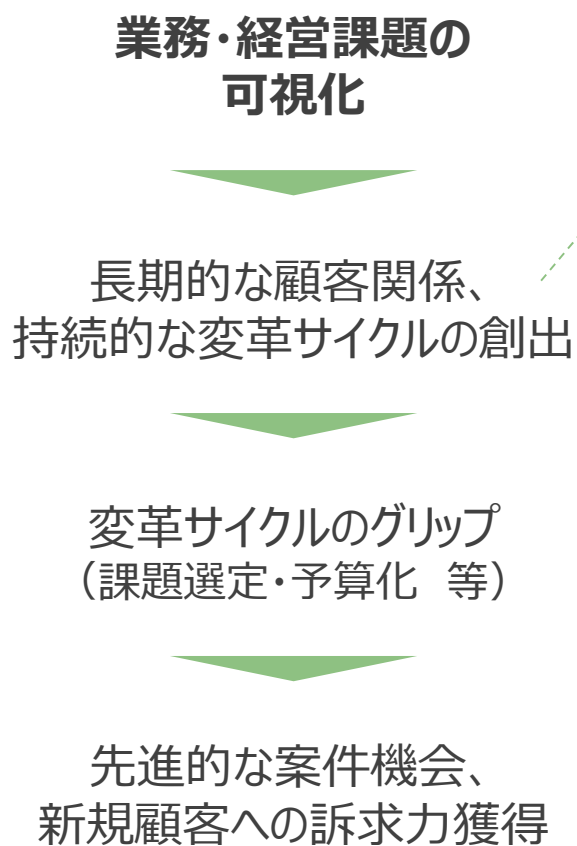 業務・経営課題の
可視化
長期的な顧客関係、
持続的な変革サイクルの創出
変革サイクルのグリップ
（課題選定・予算化　等）
先進的な案件機会、
新規顧客への訴求力獲得